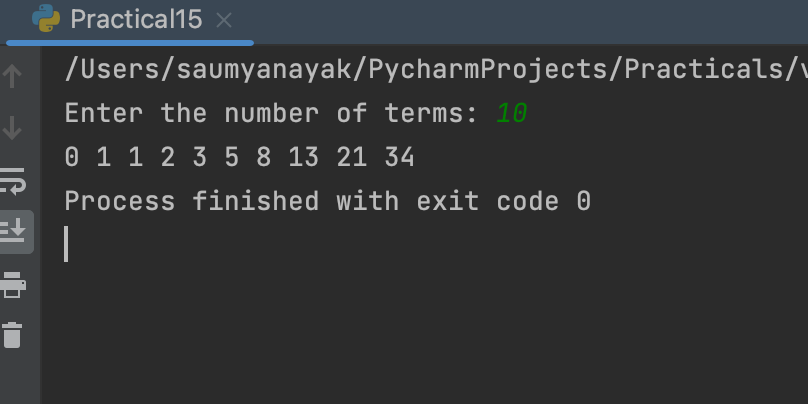 Practical15
/Users/saumyanayak/PycharmProjects/Practicals/
Enter the number of terms: 10
0 1 1 2 3 5 8 13 21 34
Process finished with exit code 0